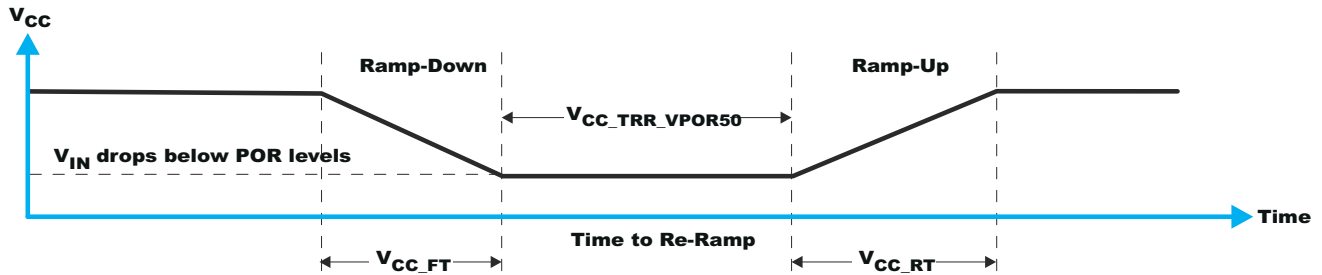 VCC
Ramp-Down
Ramp-Up
VCC_TRR_VPOR50
VIN drops below POR levels
Time
Time to Re-Ramp
VCC_FT
VCC_RT